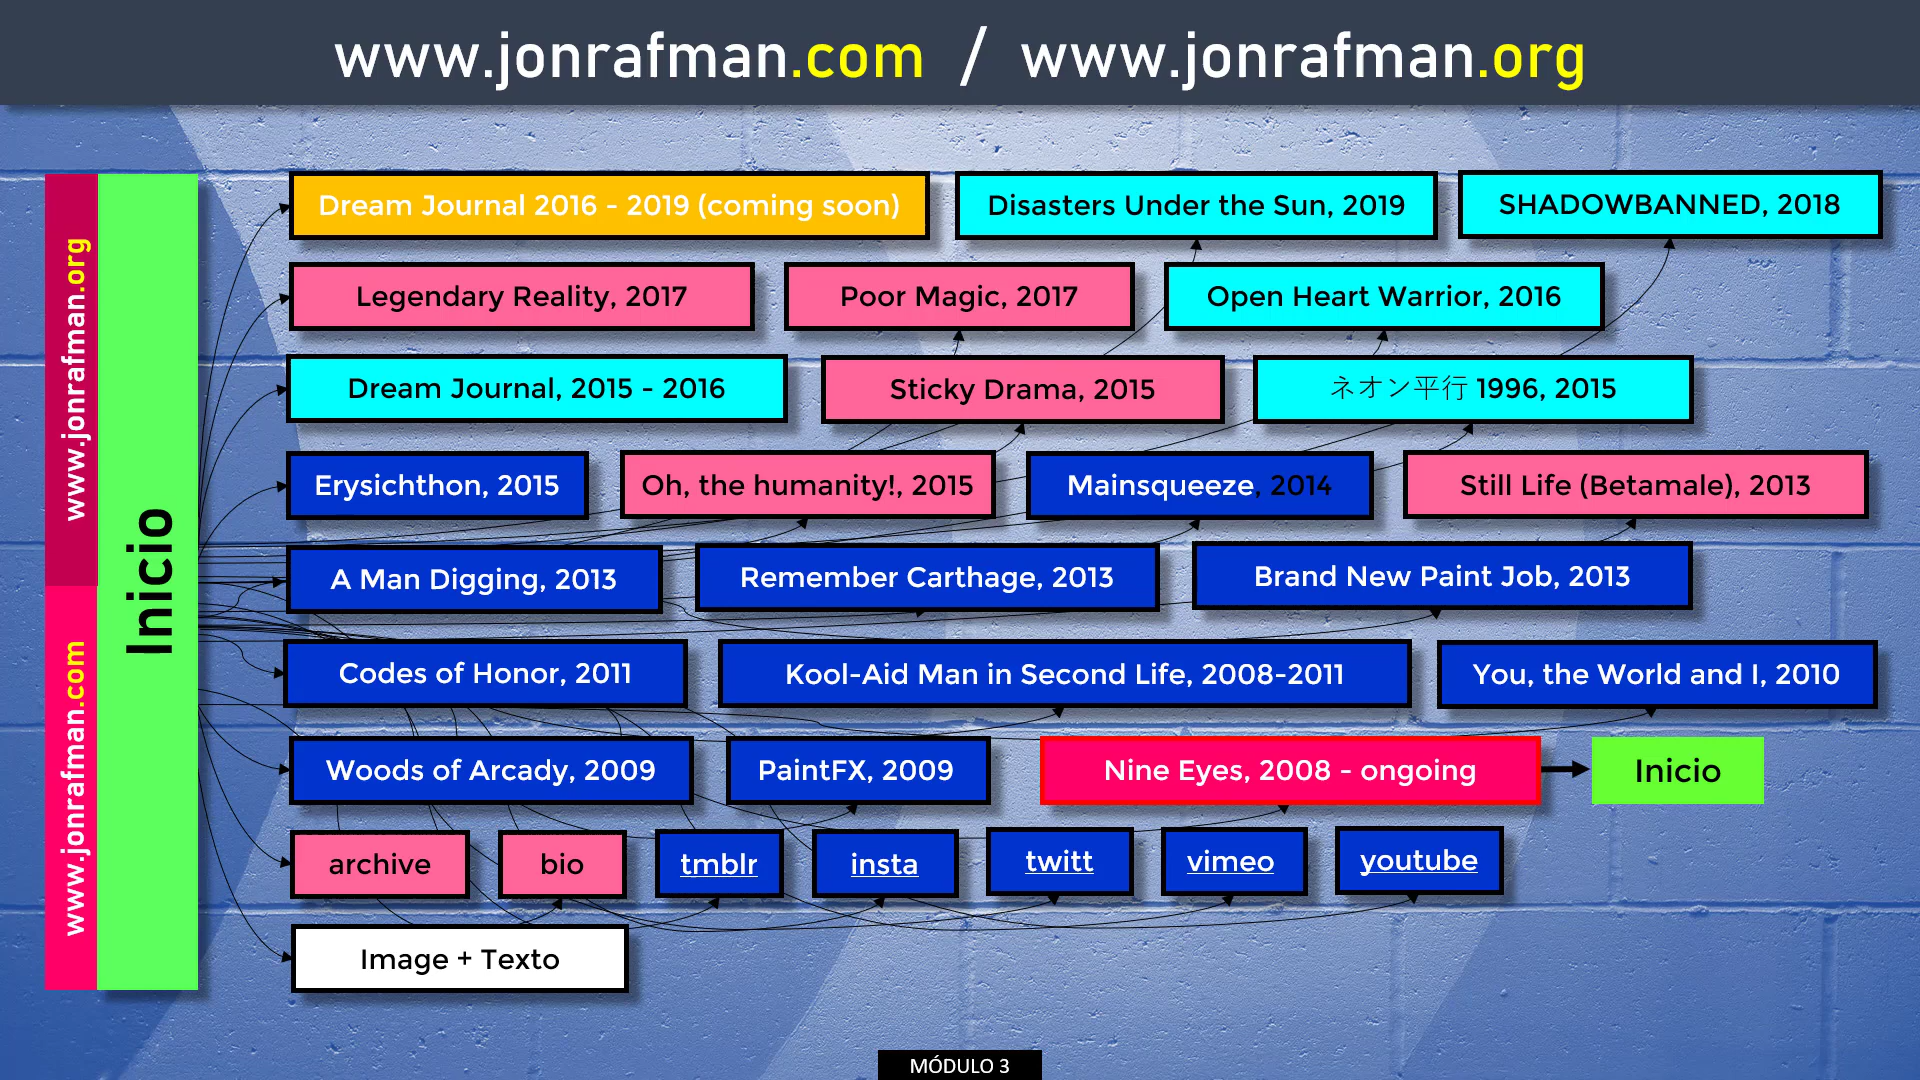 www.jonrafman.com / www.jonrafman.org
www.jonrafman.org
www.jonrafman.com
Inicio
Dream Journal 2016 - 2019 (coming soon)
Disasters Under the Sun, 2019
SHADOWBANNED, 2018
Legendary Reality, 2017
Poor Magic, 2017
Open Heart Warrior, 2016
Dream Journal, 2015 - 2016
Sticky Drama, 2015
ネオン平行 1996, 2015
Erysichthon, 2015
Oh, the humanity!, 2015
Mainsqueeze, 2014
Still Life (Betamale), 2013
A Man Digging, 2013
Remember Carthage, 2013
Brand New Paint Job, 2013
Codes of Honor, 2011
Kool-Aid Man in Second Life, 2008-2011
You, the World and I, 2010
Woods of Arcady, 2009
PaintFX, 2009
Nine Eyes, 2008 - ongoing
Inicio
archive
bio
tmblr
insta
twitt
vimeo
youtube
Image + Texto
MÓDULO 3